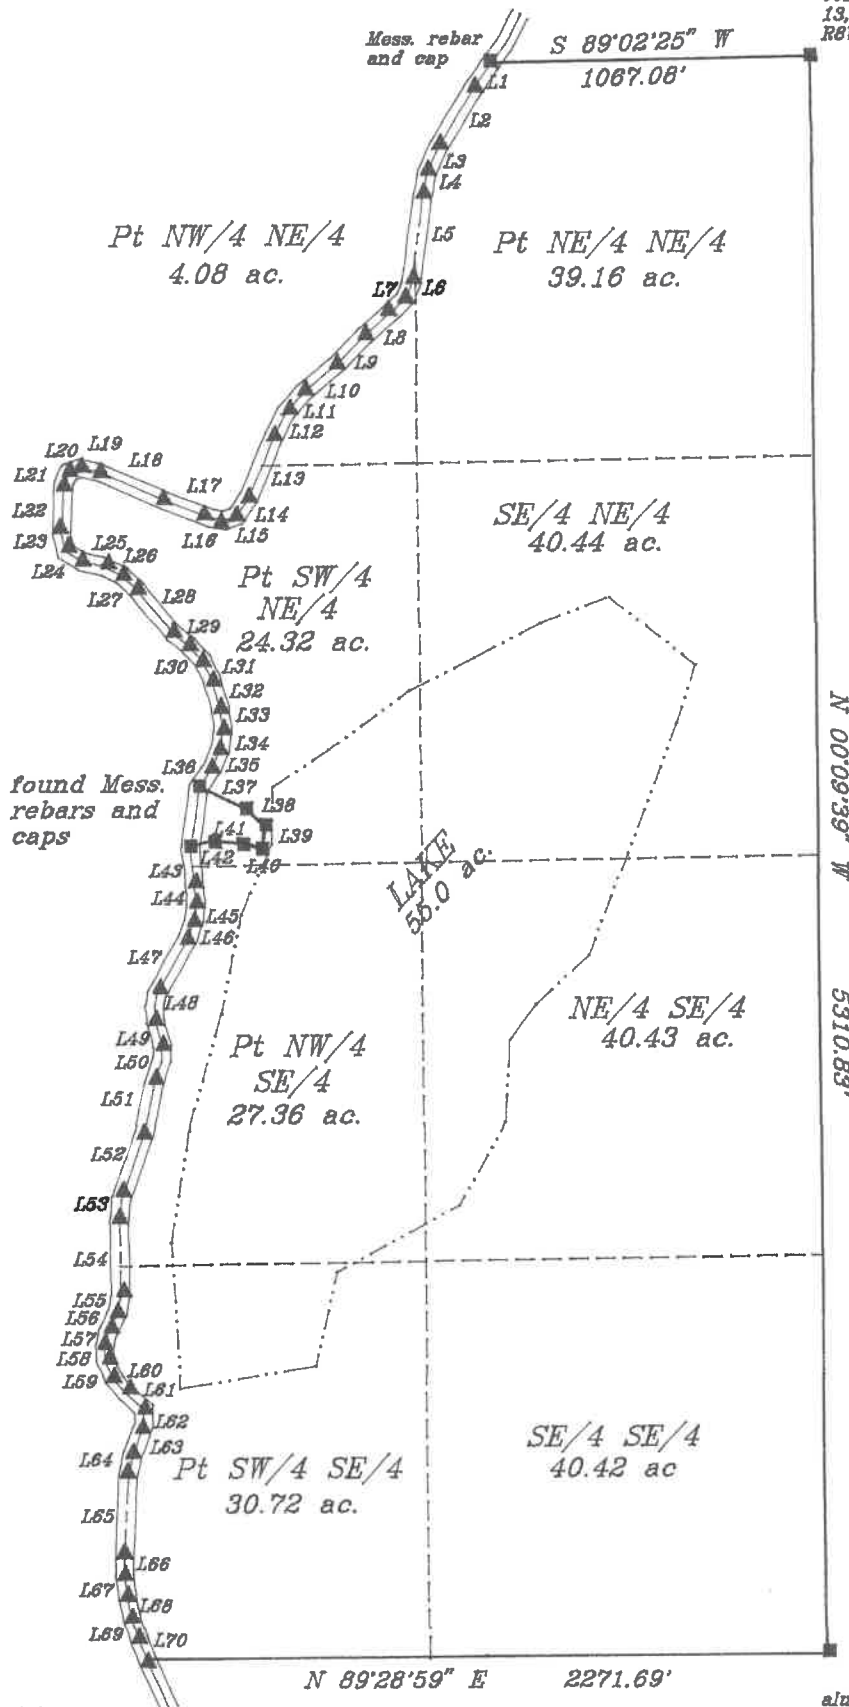 13,
Mess. rebar
and cap
S 89°02'25" W
1067.08'
L1
L2
L3
L4
L5
Pt NW/4 NE/4
4.08 ac.
Pt NE/4 NE/4
39.16 ac.
L6
L7
L8
L9
L10
L11
L12
L13
L14
L15
L16
L17
L18
L19
L20
L21
L22
L23
L24
L25
L26
L27
L28
L29
L30
L31
L32
L33
L34
L35
L36
L37
L38
L39
L40
L41
L42
SE/4 NE/4
40.44 ac.
Pt SW/4
NE/4
24.32 ac.
found Mess.
rebars and
caps
LAKE
55.0 ac.
N 00°09'39" W
5310.83'
L43
L44
L45
L46
L47
L48
L49
L50
L51
L52
L53
L54
Pt NW/4
SE/4
27.36 ac.
NE/4 SE/4
40.43 ac.
L55
L56
L57
L58
L59
L60
L61
L62
L63
L64
L65
L66
L67
L68
L69
L70
Pt SW/4 SE/4
30.72 ac.
SE/4 SE/4
40.42 ac
N 89°28'59" E
2271.69'